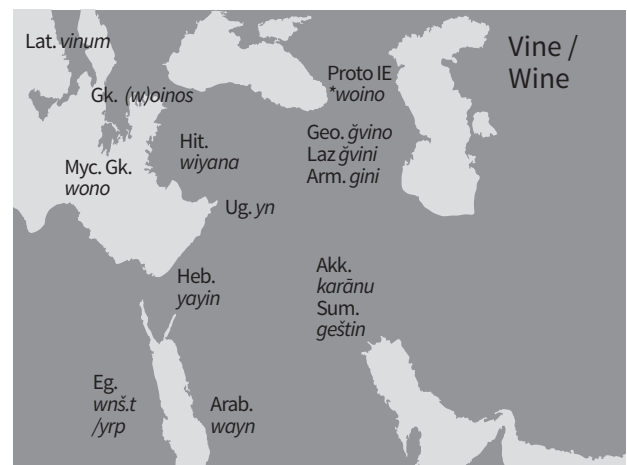 Vine /
Wine
Lat. vinum
Proto IE
*woino
Gk. (w)oinos
Geo. ğvino
Laz ğvini
Arm. gini
Hit.
wiyana
Myc. Gk.
wono
Ug. yn
Heb.
yayin
Akk.
karānu
Sum.
geštin
Eg.
wnš.t
/yrp
Arab.
wayn